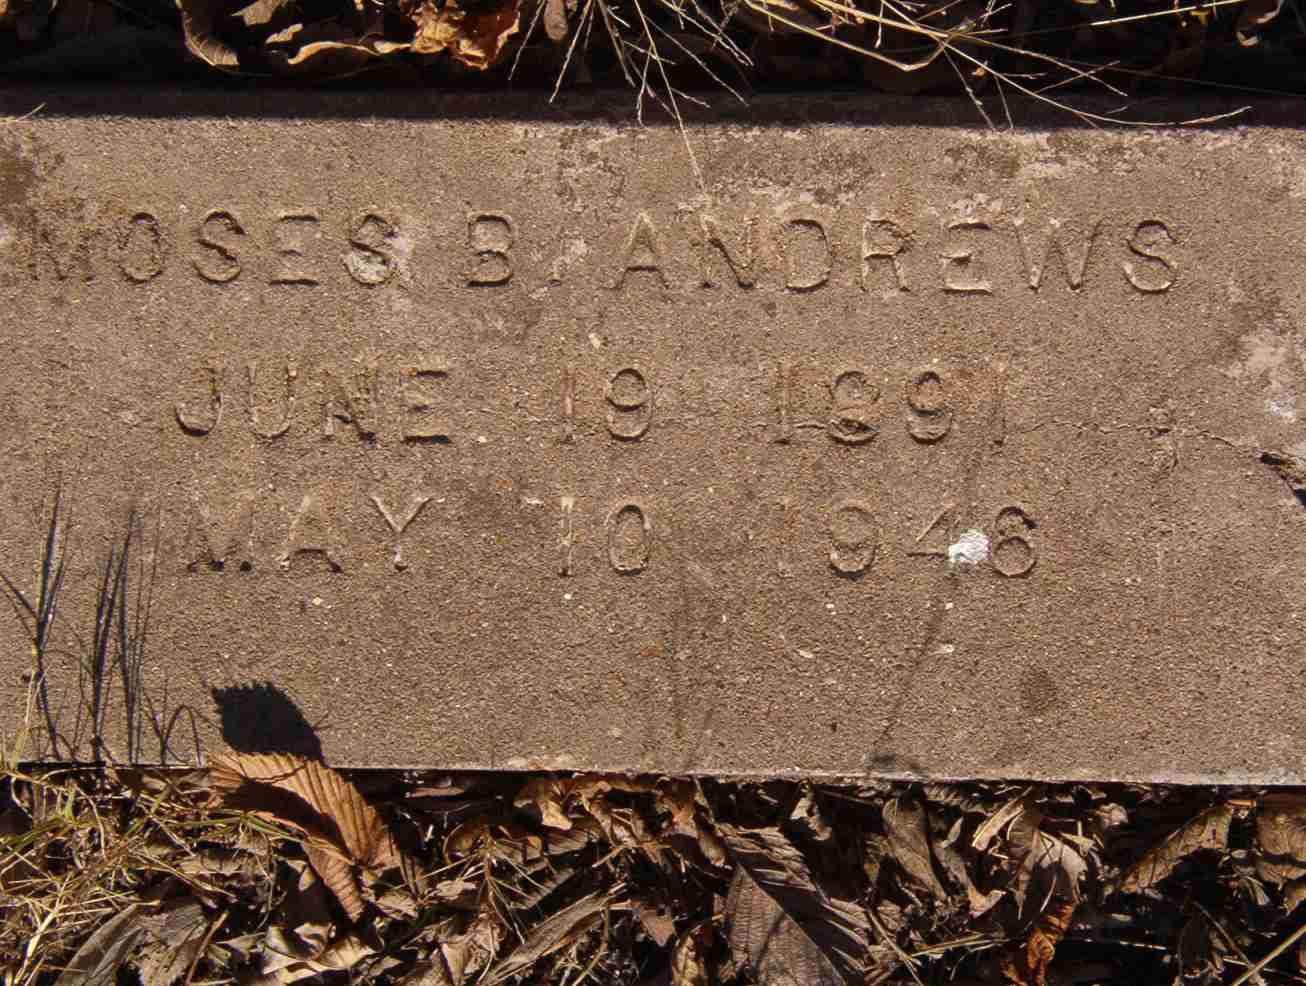 MOSES B. ANDREWS
JUNE 19 1891
MAY 10 1946